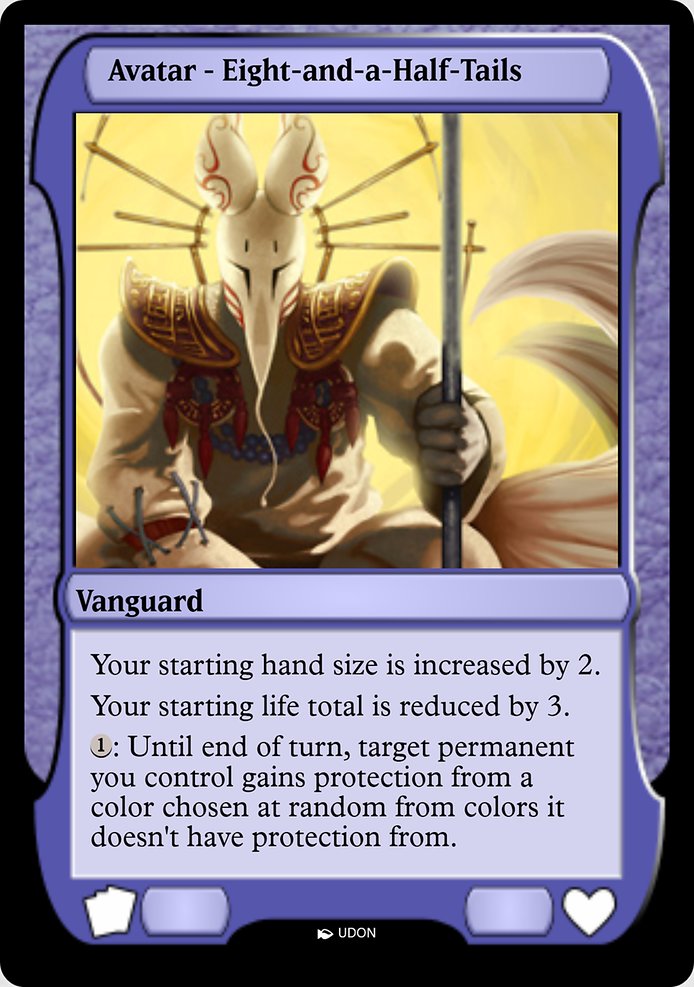 Avatar - Eight-and-a-Half-Tails
Vanguard
Your starting hand size is increased by 2.
Your starting life total is reduced by 3.
1: Until end of turn, target permanent
you control gains protection from a
color chosen at random from colors it
doesn't have protection from.
UDON